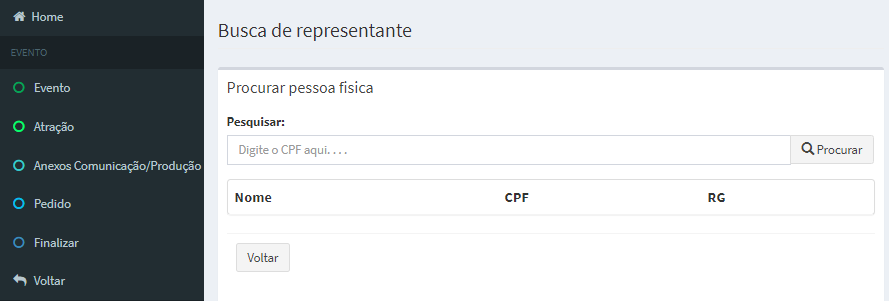 Home
EVENTO
Evento
Atração
Anexos Comunicação/Produção
Pedido
Finalizar
Voltar
Busca de representante
Procurar pessoa fisica
Pesquisar:
Digite o CPF aqui. . . .
Procurar
Nome CPF RG
Voltar